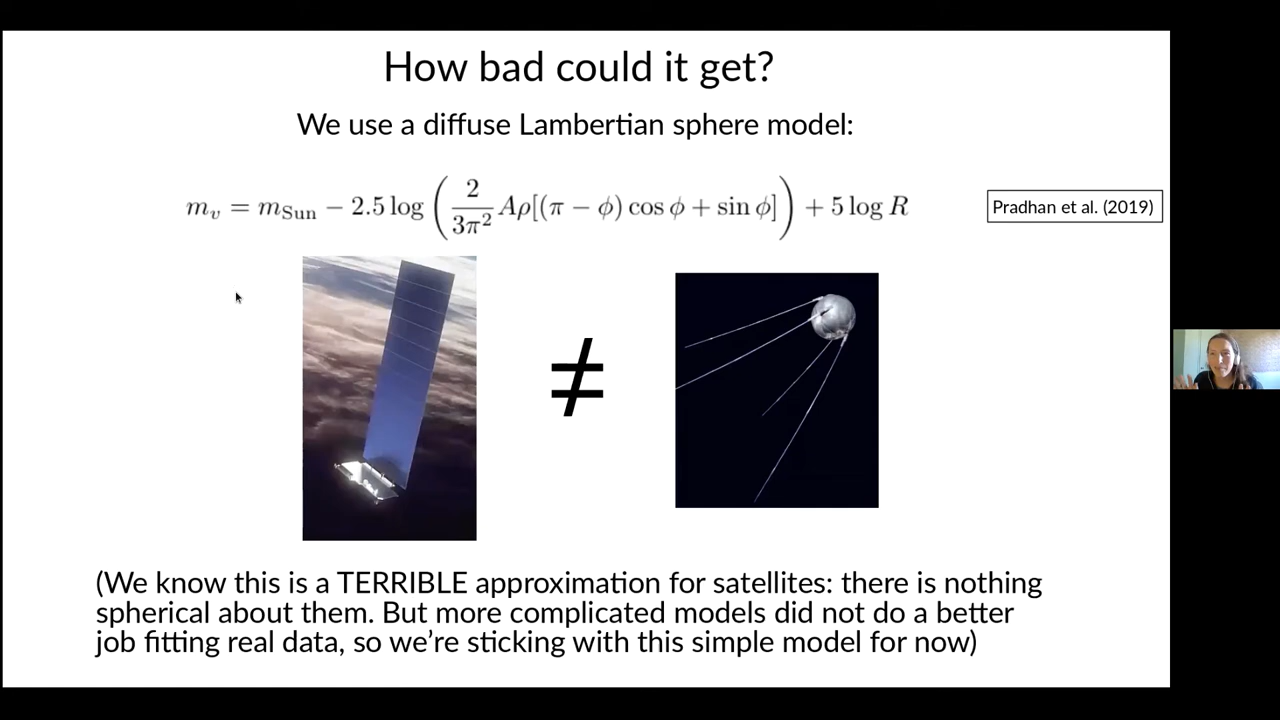 How bad could it get?
We use a diffuse Lambertian sphere model:
m_v = m_Sun − 2.5 log ( 2/3π² Aρ[(π − ϕ) cos ϕ + sin ϕ] ) + 5 log R
Pradhan et al. (2019)
≠
(We know this is a TERRIBLE approximation for satellites: there is nothing
spherical about them. But more complicated models did not do a better
job fitting real data, so we’re sticking with this simple model for now)